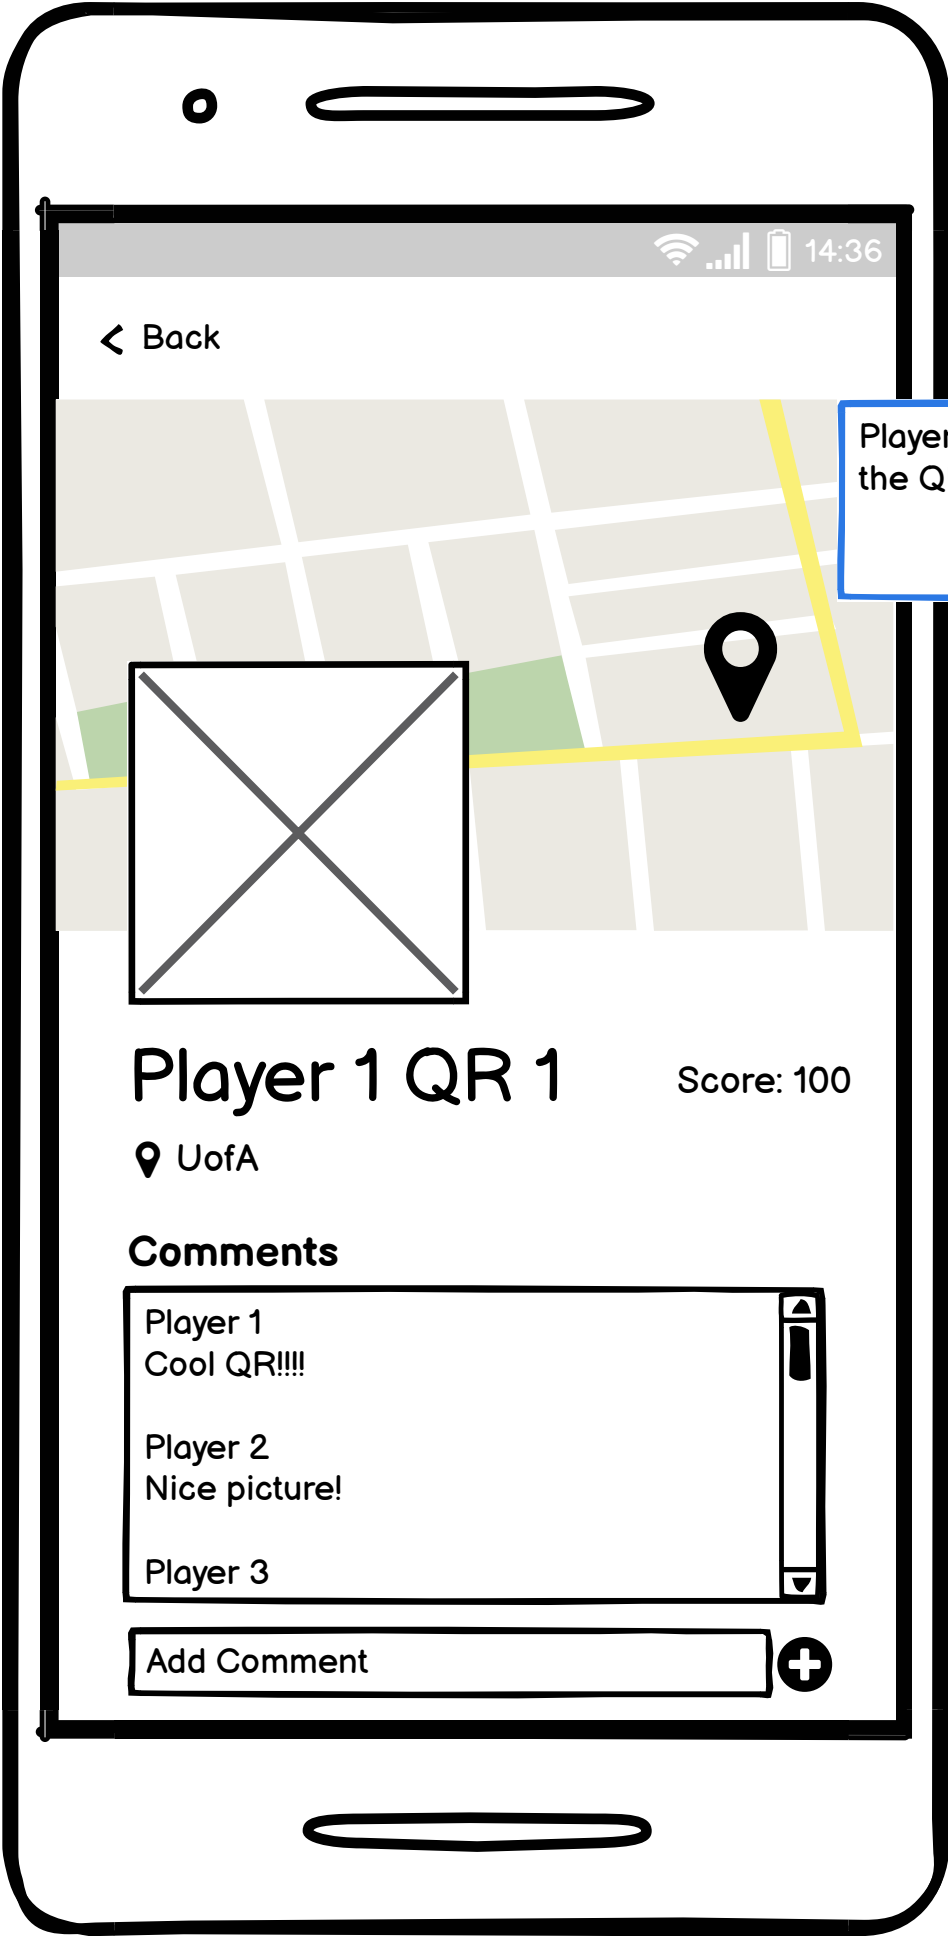 14:36
Back
Player
the Q
Player 1 QR 1
Score: 100
UofA
Comments
Player 1
Cool QR!!!!
Player 2
Nice picture!
Player 3
Add Comment